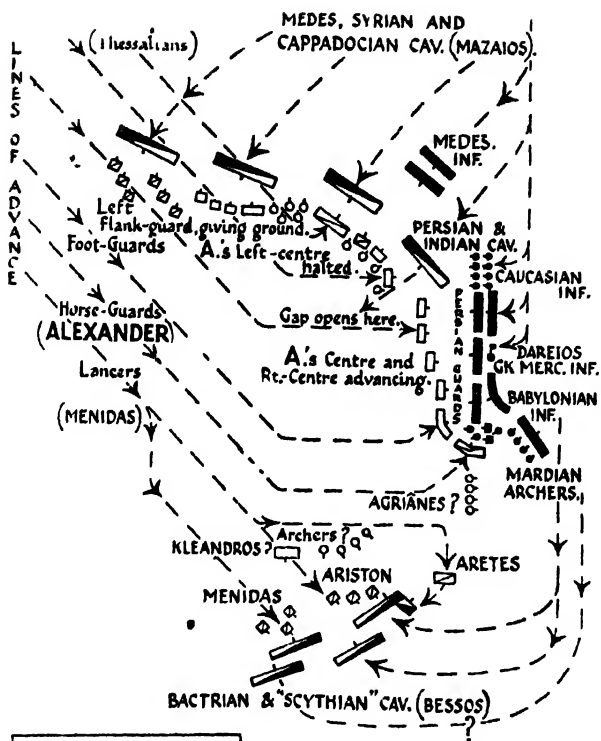 MEDES, SYRIAN AND
CAPPADOCIAN CAV. (MAZAIOS).
(Thessalians)
LINES OF ADVANCE
MEDES.
INF.
Left
Flank-guard, giving ground.
Foot-Guards
A.'s Left-centre
halted.
PERSIAN &
INDIAN CAV.
CAUCASIAN
INF.
Horse-Guards
(ALEXANDER)
Gap opens here.
PERSIAN GUARDS
DAREIOS
GK MERC. INF.
Lancers
A.'s Centre and
Rt.-Centre advancing.
BABYLONIAN
INF.
(MENIDAS)
MARDIAN
ARCHERS.
AGRIÂNES?
Archers?
KLEANDROS?
ARETES
ARISTON
MENIDAS
BACTRIAN & "SCYTHIAN" CAV. (BESSOS)
?